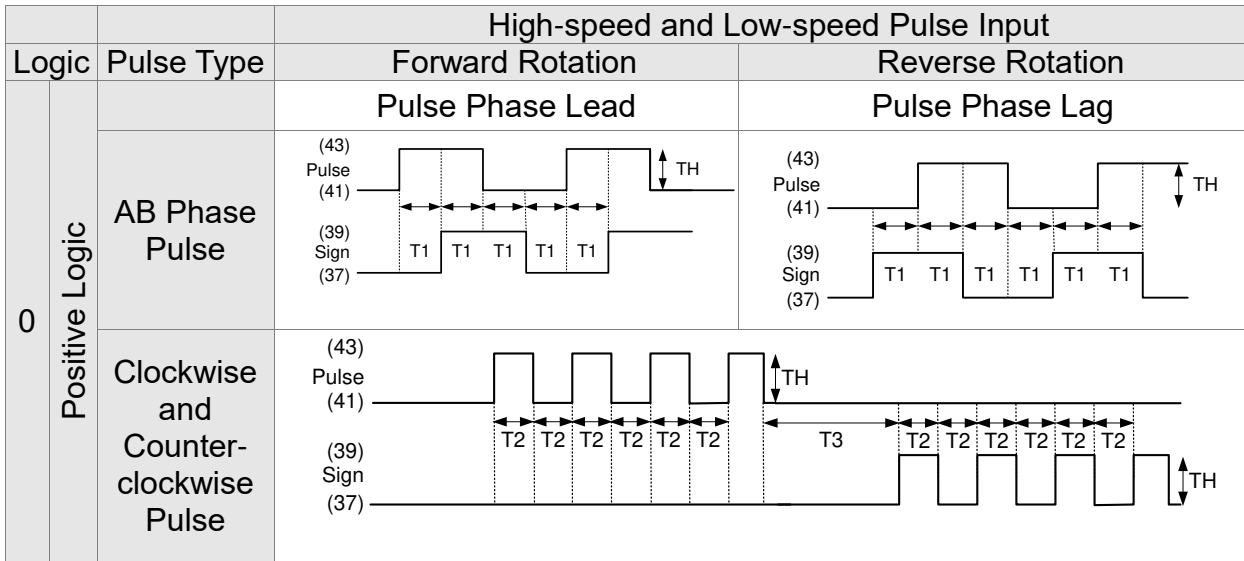 High-speed and Low-speed Pulse Input
Logic Pulse Type Forward Rotation Reverse Rotation
0
Positive Logic
Pulse Phase Lead
Pulse Phase Lag
AB Phase
Pulse
(43)
Pulse
(41)
TH
(39)
Sign
(37)
T1 T1 T1 T1 T1
(43)
Pulse
(41)
TH
(39)
Sign
(37)
T1 T1 T1 T1 T1 T1
Clockwise
and
Counter-
clockwise
Pulse
(43)
Pulse
(41)
TH
T2 T2 T2 T2 T2 T2 T3 T2 T2 T2 T2 T2 T2
(39)
Sign
(37)
TH